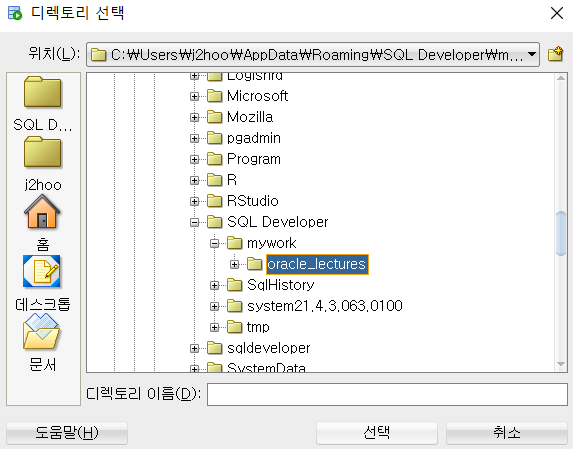 디렉토리 선택
위치(L):
C:₩Users₩j2hoo₩AppData₩Roaming₩SQL Developer₩m...
SQL D...
j2hoo
홈
데스크톱
문서
Logishrd
Microsoft
Mozilla
pgadmin
Program
R
RStudio
SQL Developer
mywork
oracle_lectures
SqlHistory
system21.4.3.063.0100
tmp
sqldeveloper
SystemData
디렉토리 이름(D):
도움말(H)
선택
취소